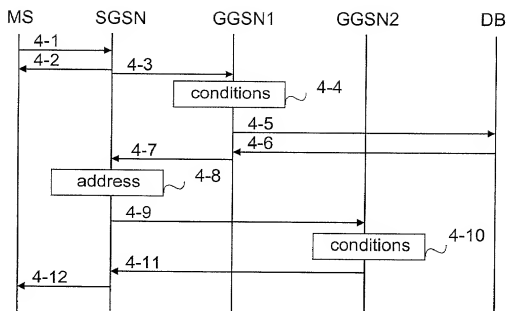 MS SGSN GGSN1 GGSN2 DB
4-1
4-2 4-3
conditions 4-4
4-5
4-6
4-7
address 4-8
4-9
conditions 4-10
4-11
4-12